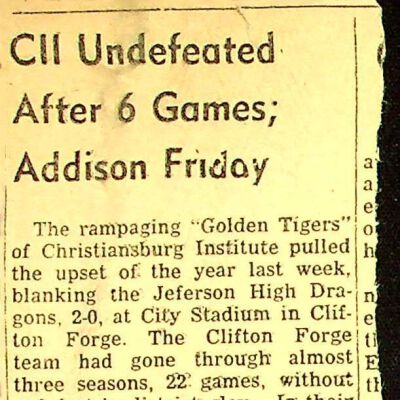 CII Undefeated
After 6 Games;
Addison Friday
The rampaging "Golden Tigers"
of Christiansburg Institute pulled
the upset of the year last week,
blanking the Jeferson High Dra-
gons, 2-0, at City Stadium in Clif-
ton Forge. The Clifton Forge
team had gone through almost
three seasons, 22 games, without